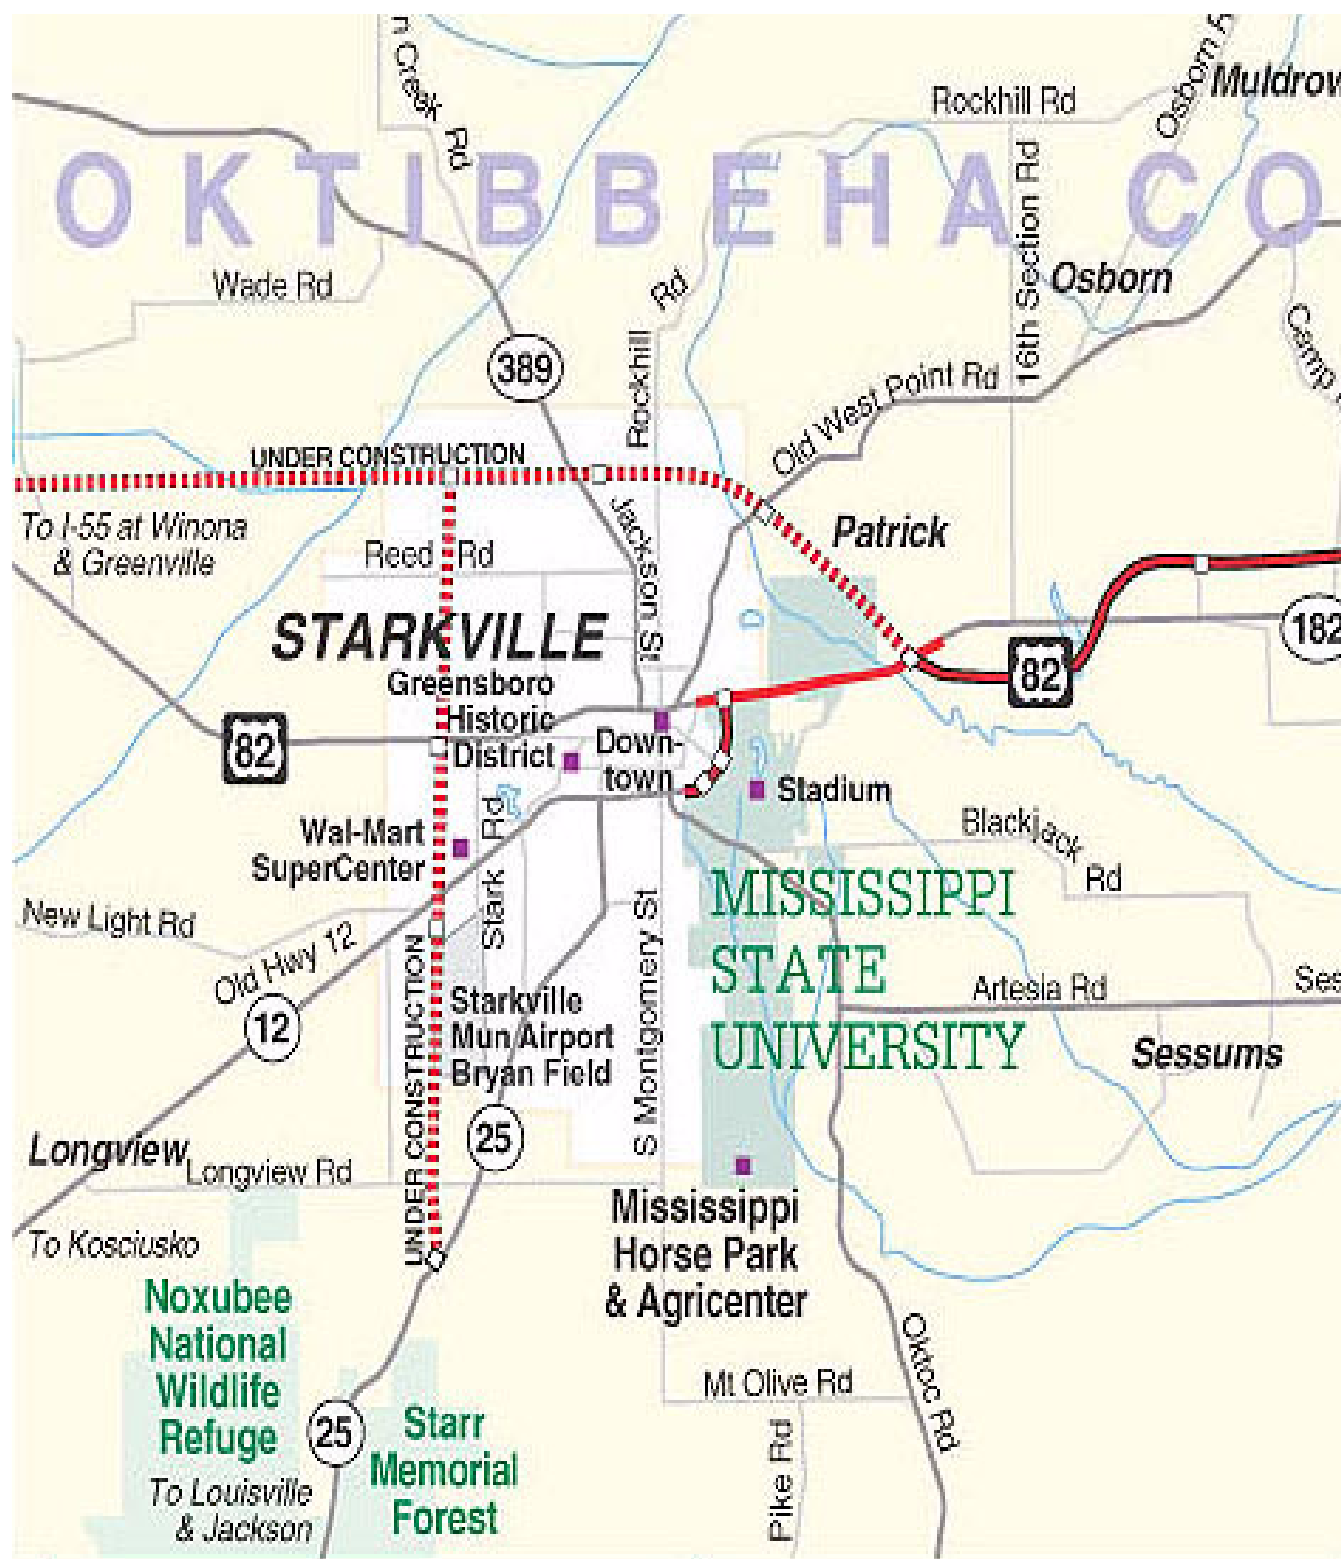 n Creek Rd
Osborn R
Muldrow
Rockhill Rd
OKTIBBEHA CO
16th Section Rd
Wade Rd
Osborn
Rockhill Rd
Camp
389
Old West Point Rd
UNDER CONSTRUCTION
To I-55 at Winona
& Greenville
Jackson St
Patrick
Reed Rd
STARKVILLE
182
82
Greensboro
Historic
District
82
Down-
town
Stadium
Wal-Mart
SuperCenter
Stark Rd
Blackjack Rd
MISSISSIPPI
STATE
UNIVERSITY
New Light Rd
Old Hwy 12
12
S Montgomery St
Artesia Rd
Ses
Starkville
Mun Airport
Bryan Field
UNDER CONSTRUCTION
Sessums
25
Longview
Longview Rd
Mississippi
Horse Park
& Agricenter
To Kosciusko
Noxubee
National
Wildlife
Refuge
Oktoc Rd
Mt Olive Rd
25
Starr
Memorial
Forest
Pike Rd
To Louisville
& Jackson